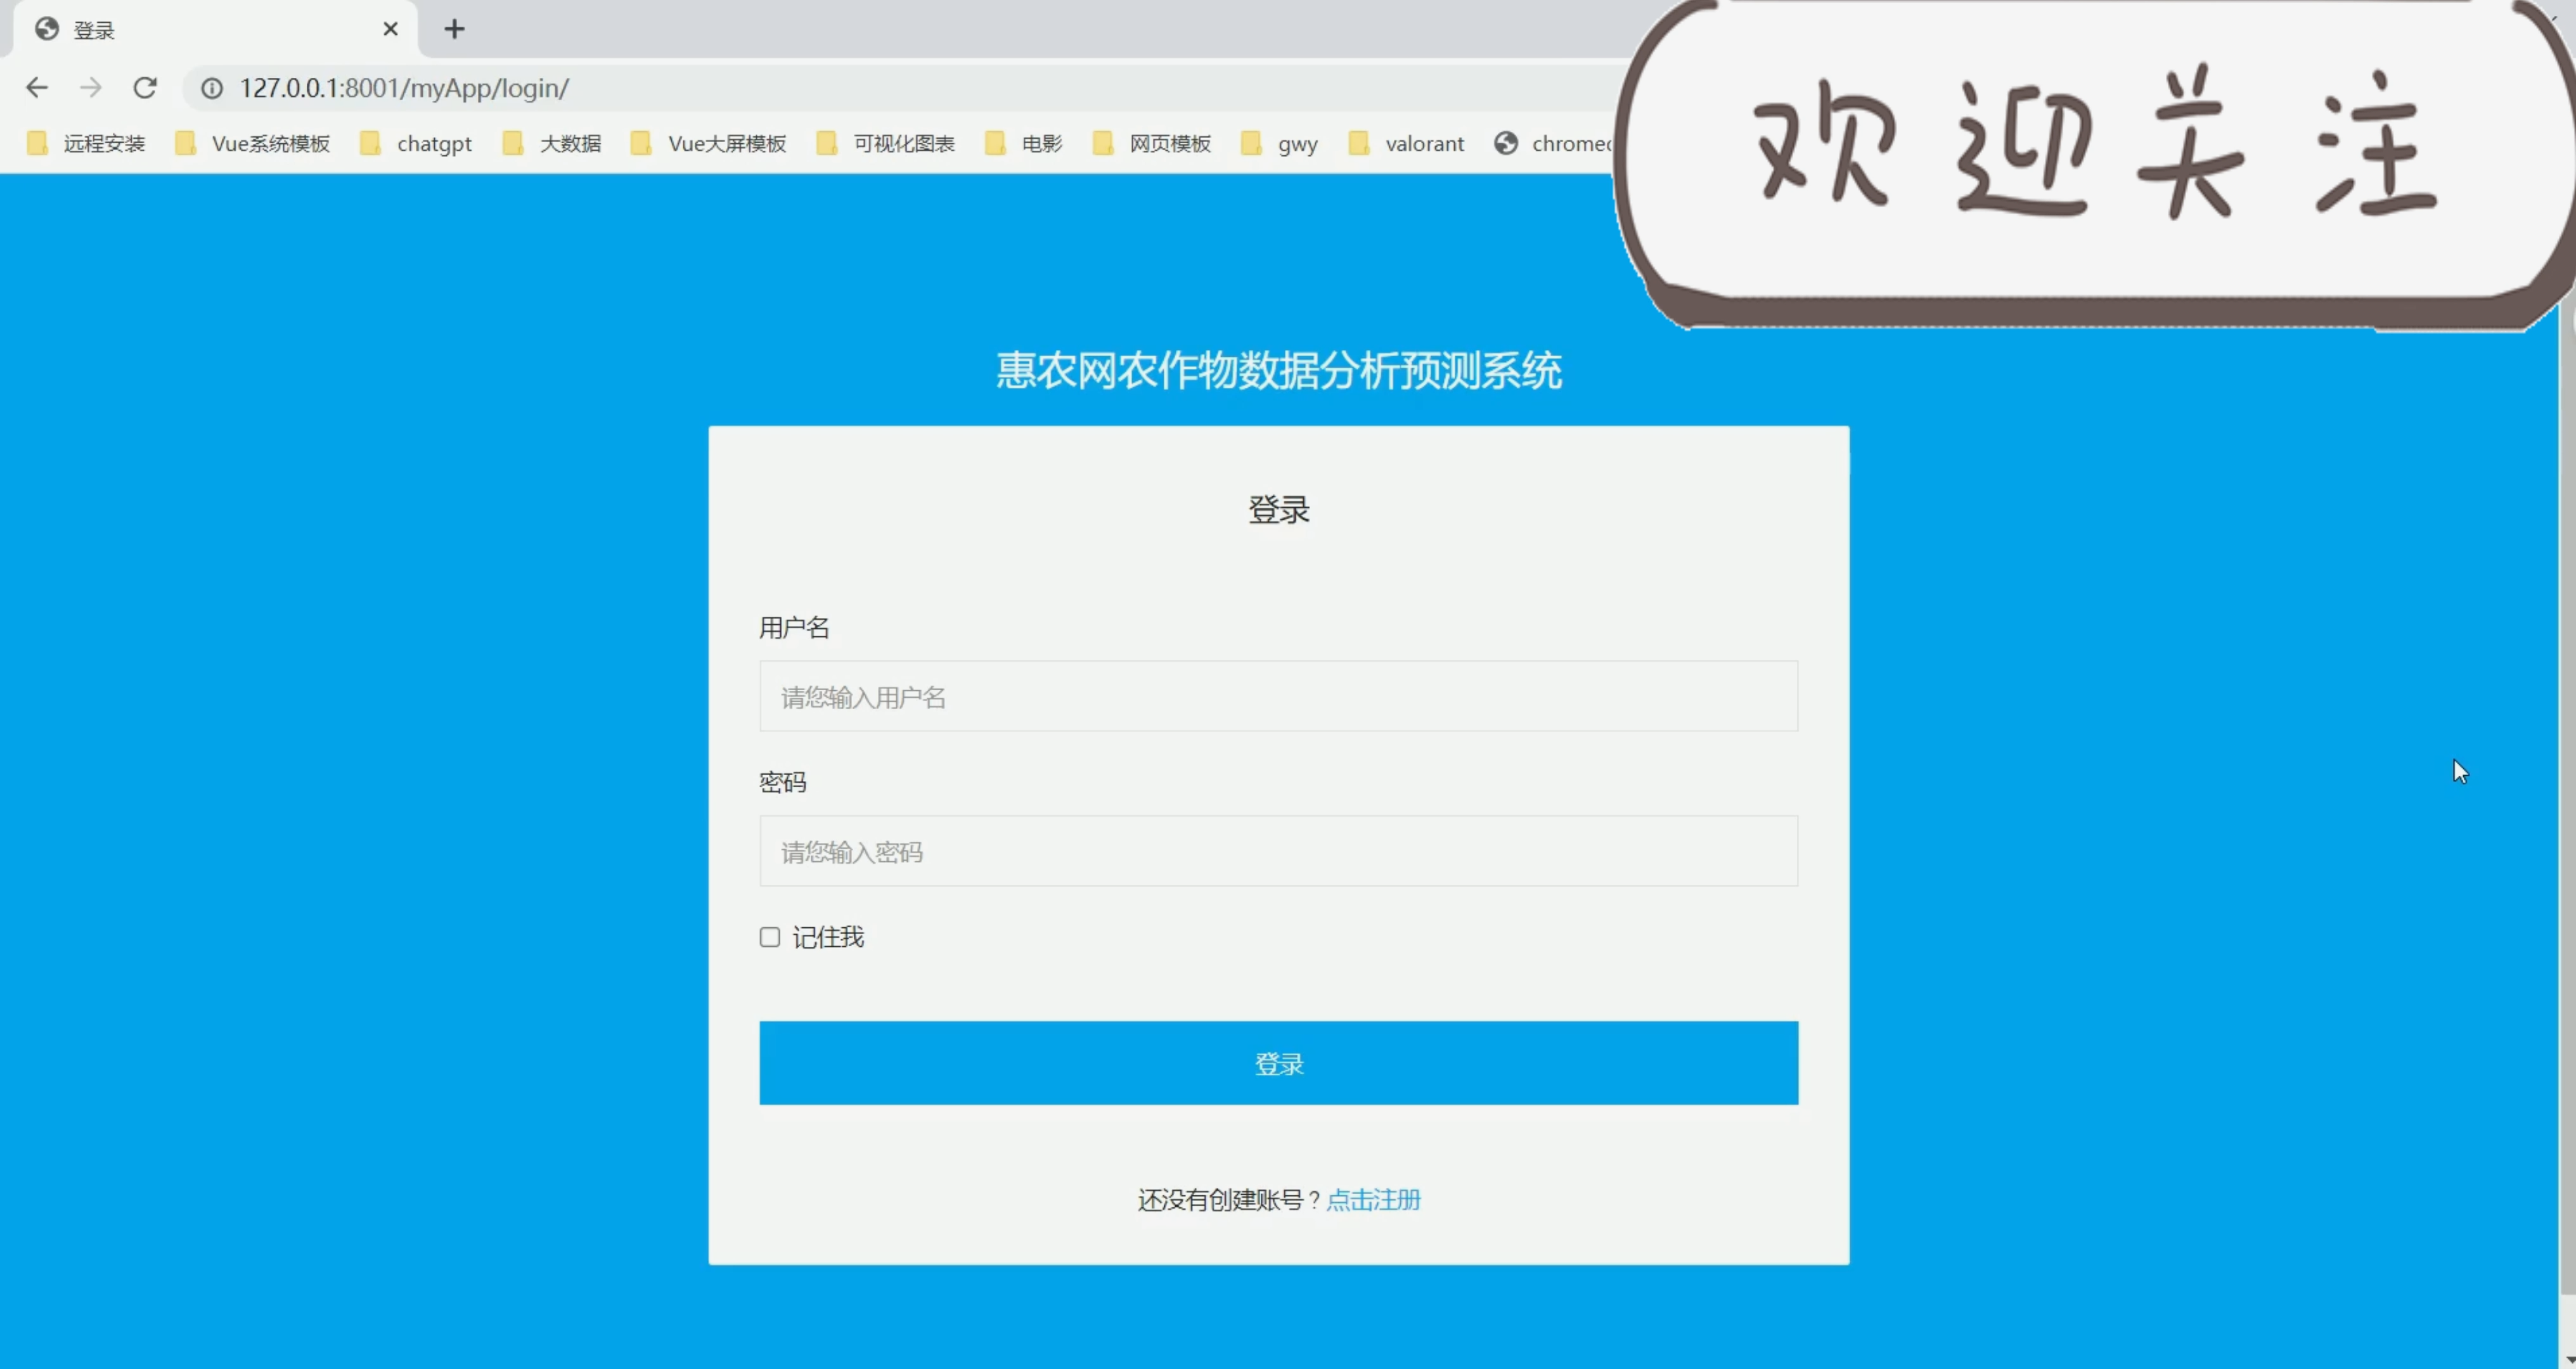 登录
127.0.0.1:8001/myApp/login/
远程安装 Vue系统模板 chatgpt 大数据 Vue大屏模板 可视化图表 电影 网页模板 gwy valorant
欢迎关注
惠农网农作物数据分析预测系统
登录
用户名
请您输入用户名
密码
请您输入密码
记住我
登录
还没有创建账号？点击注册